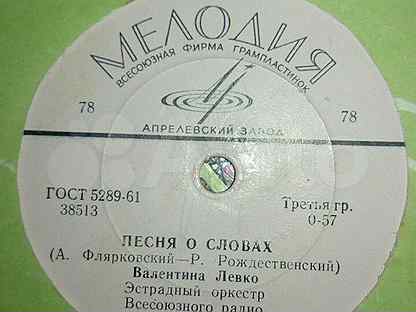 МЕЛОДИЯ
ВСЕСОЮЗНАЯ ФИРМА ГРАМПЛАСТИНОК
78 78
АПРЕЛЕВСКИЙ ЗАВОД
ГОСТ 5289-61 Третья гр.
38513 0-57
ПЕСНЯ О СЛОВАХ
(А. Флярковский—Р. Рождественский)
Валентина Левко
Эстрадный оркестр
Всесоюзного радио